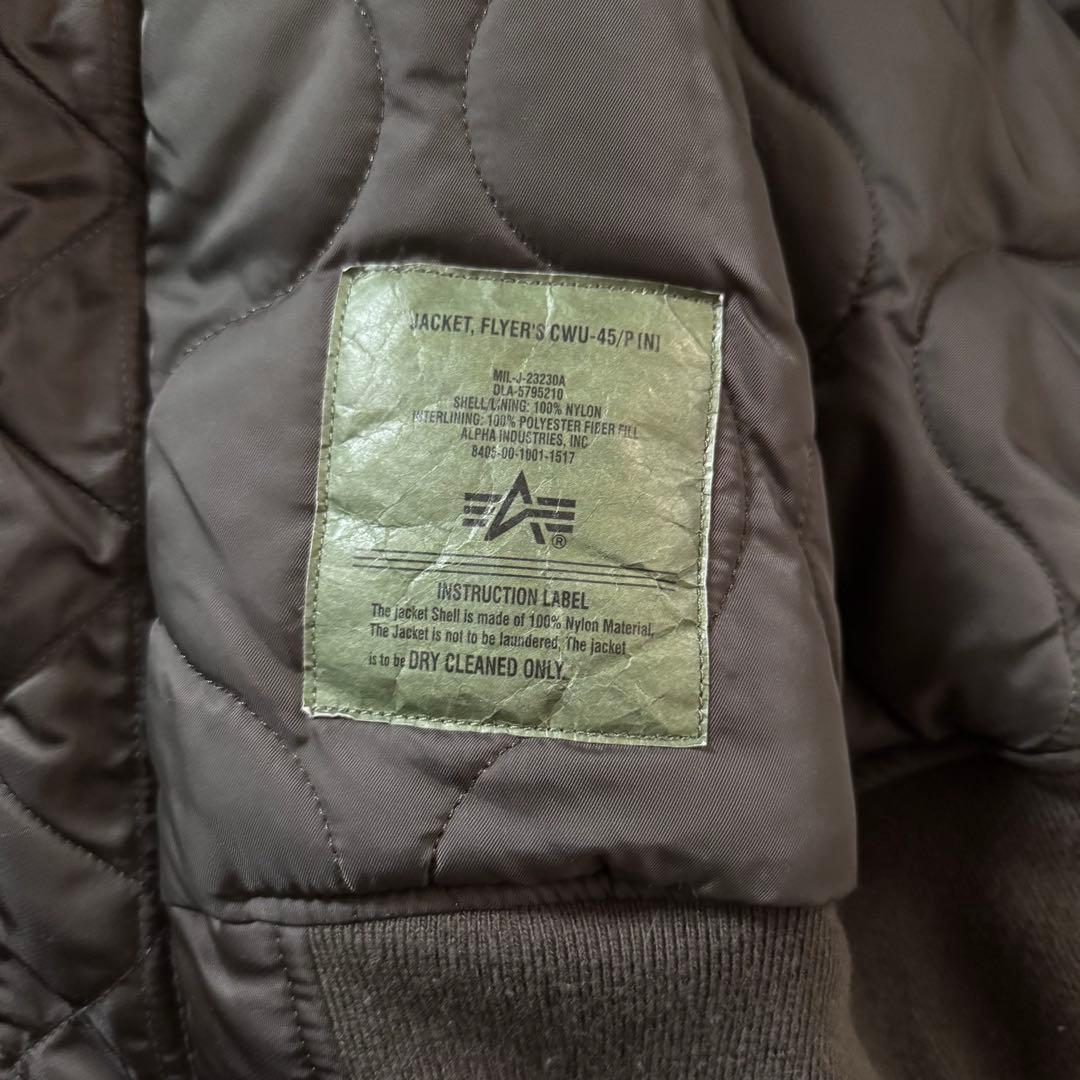 JACKET, FLYER'S CWU-45/P [N]
MIL-J-23230A
DLA-5795210
SHELL/LINING: 100% NYLON
INTERLINING: 100% POLYESTER FIBER FILL
ALPHA INDUSTRIES, INC
8405-00-1001-1517
®
INSTRUCTION LABEL
The jacket Shell is made of 100% Nylon Material.
The Jacket is not to be laundered. The jacket
is to be DRY CLEANED ONLY.